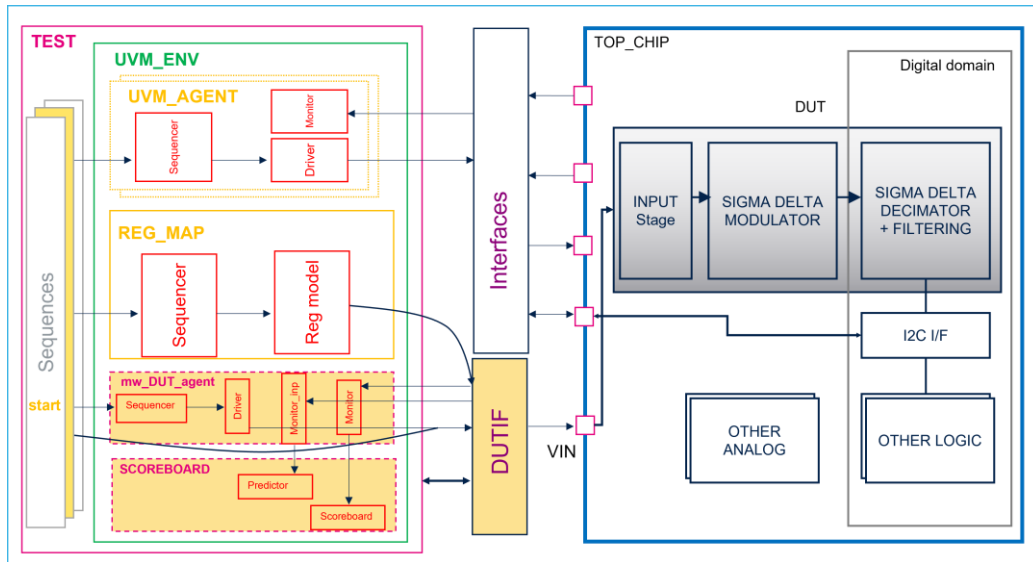 TEST
UVM_ENV
UVM_AGENT
Sequencer
Monitor
Driver
REG_MAP
Sequencer
Reg model
mw_DUT_agent
Sequencer
Driver
Monitor_inp
Monitor
SCOREBOARD
Predictor
Scoreboard
Sequences
start
Interfaces
DUTIF
VIN
TOP_CHIP
Digital domain
DUT
INPUT
Stage
SIGMA DELTA
MODULATOR
SIGMA DELTA
DECIMATOR
+ FILTERING
I2C I/F
OTHER
ANALOG
OTHER LOGIC